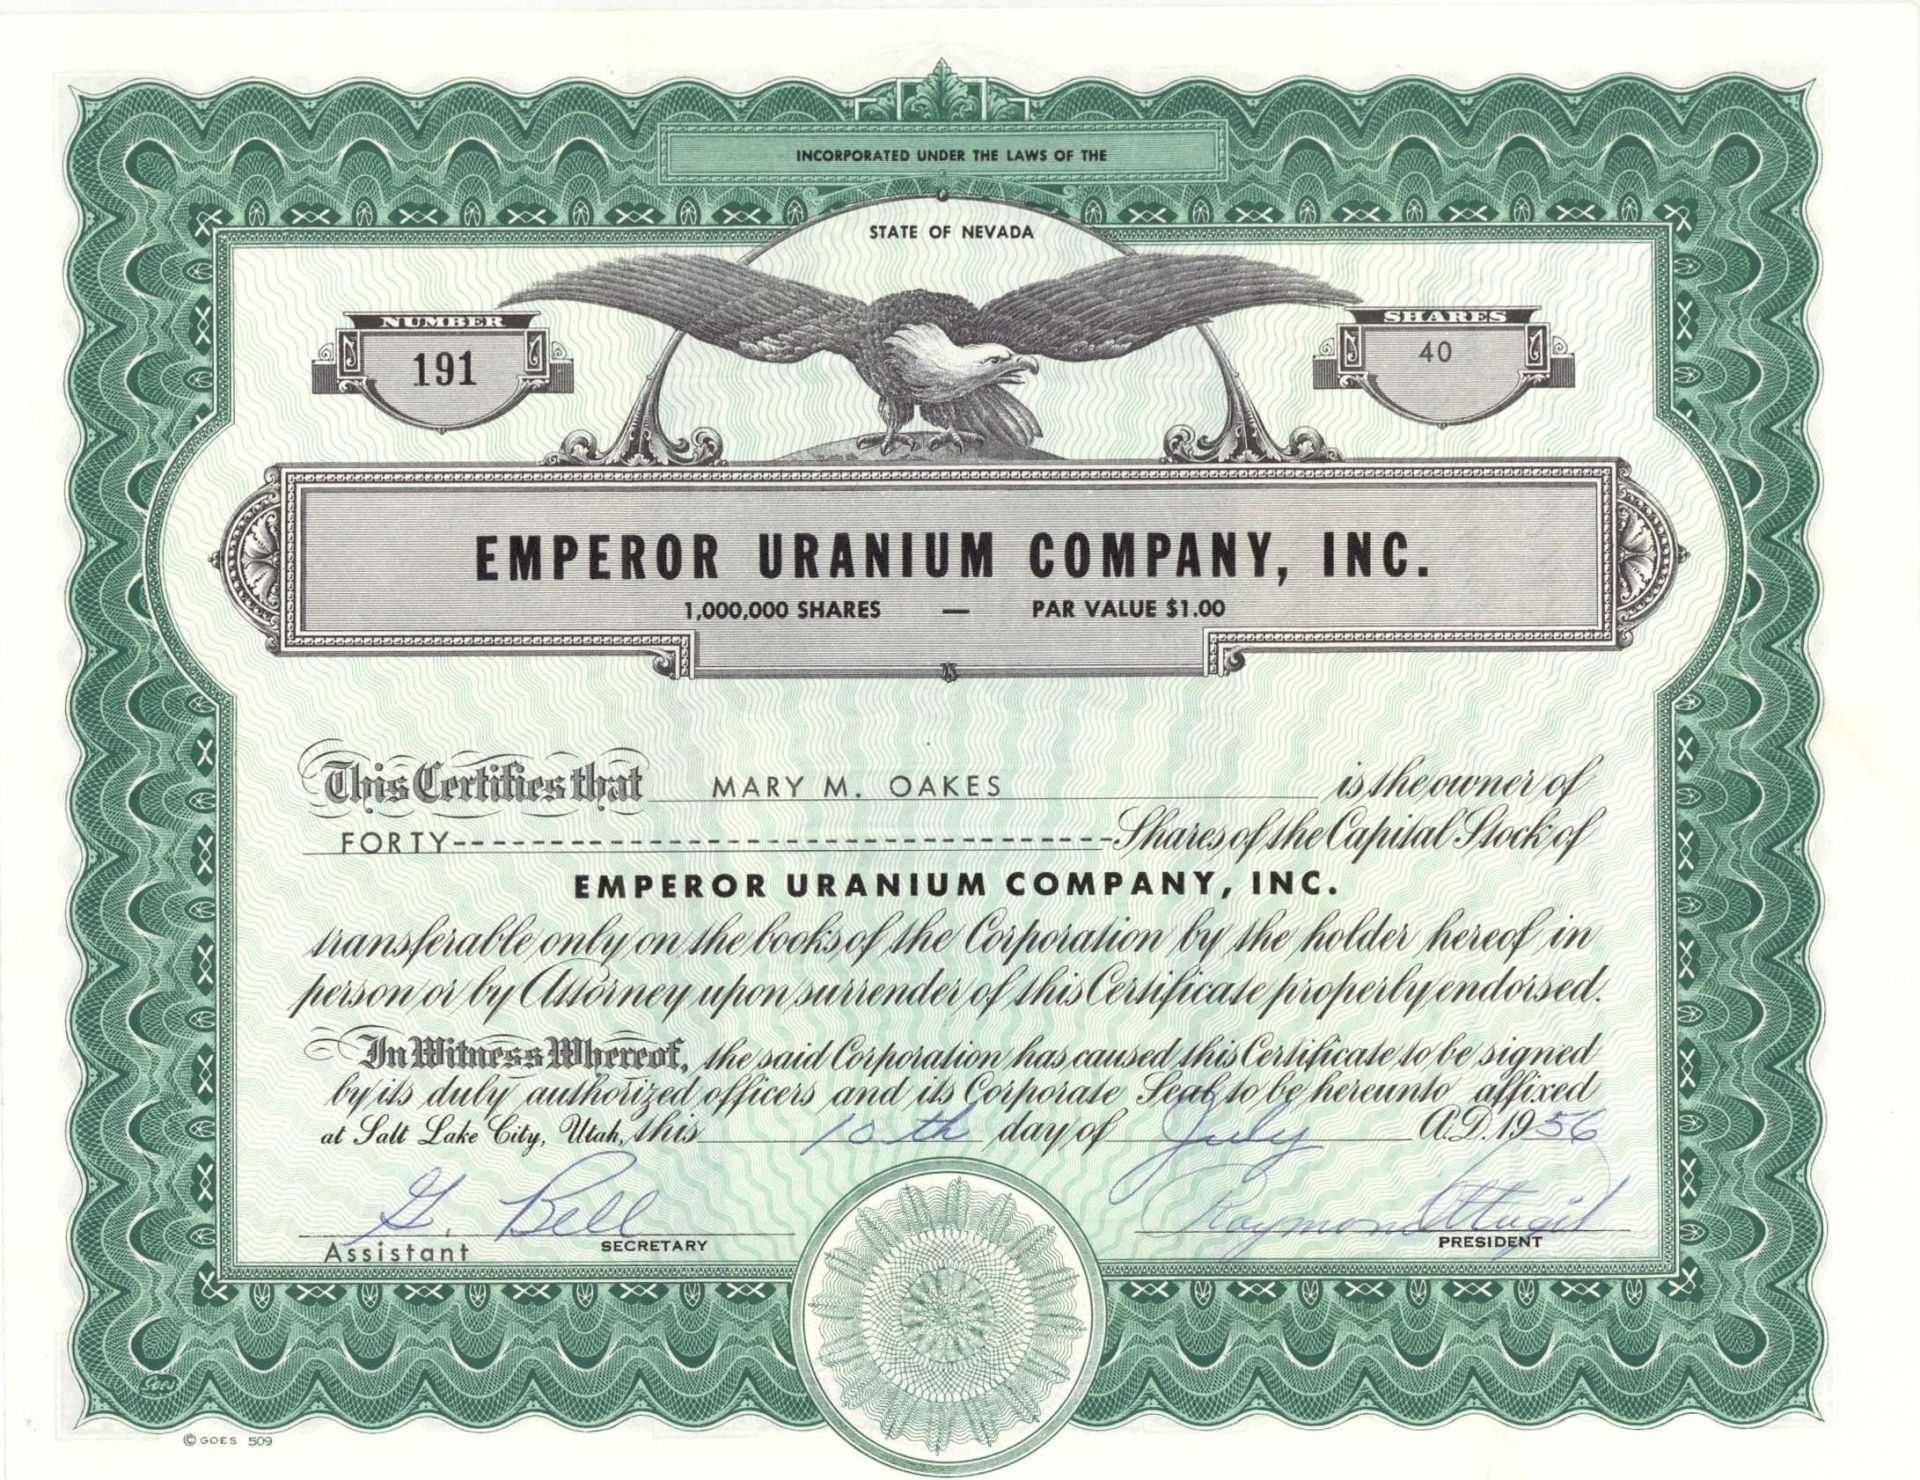 INCORPORATED UNDER THE LAWS OF THE
STATE OF NEVADA
NUMBER
191
SHARES
40
EMPEROR URANIUM COMPANY, INC.
1,000,000 SHARES — PAR VALUE $1.00
This Certifies that MARY M. OAKES is the owner of
FORTY----------------------------------Shares of the Capital Stock of
EMPEROR URANIUM COMPANY, INC.
transferable only on the books of the Corporation by the holder hereof in
person or by Attorney upon surrender of this Certificate properly endorsed.
In Witness Whereof, the said Corporation has caused this Certificate to be signed
by its duly authorized officers and its Corporate Seal to be hereunto affixed
at Salt Lake City, Utah, this 10th day of July A.D. 1956
G. Bell Raymond
Assistant SECRETARY PRESIDENT
Goes
© GOES 509